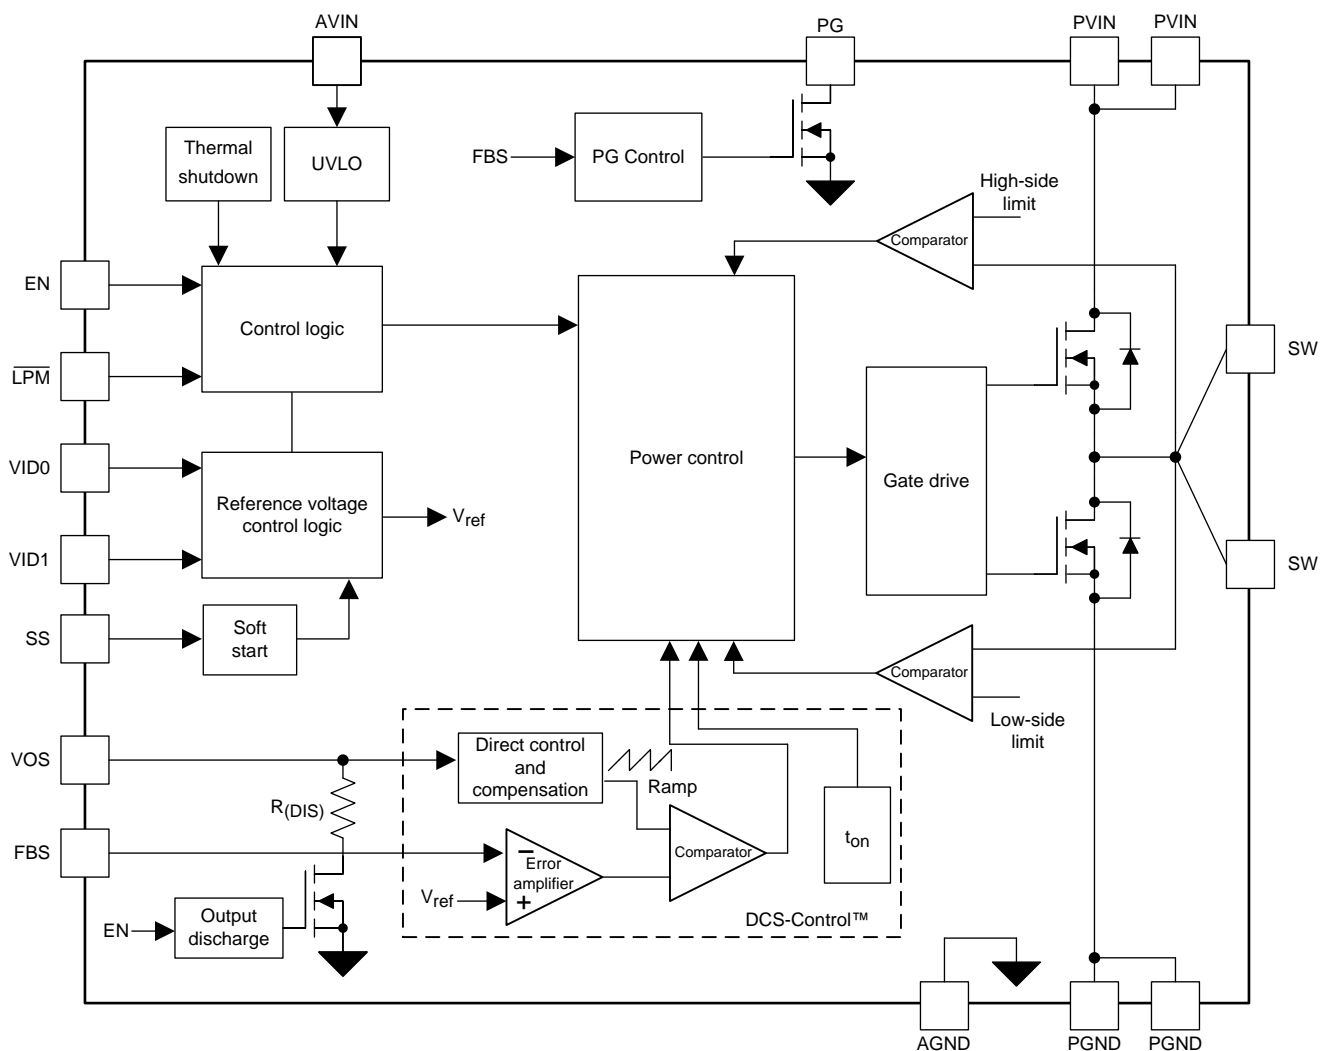 AVIN
PG
PVIN
PVIN
Thermal
shutdown
UVLO
FBS
PG Control
High-side
limit
Comparator
EN
Control logic
SW
LPM
Power control
Gate drive
VID0
Reference voltage
control logic
Vref
VID1
SW
SS
Soft
start
Comparator
Low-side
limit
VOS
Direct control
and
compensation
Ramp
R(DIS)
ton
FBS
−
Error
amplifier
+
Comparator
Vref
EN
Output
discharge
DCS-Control™
AGND
PGND
PGND